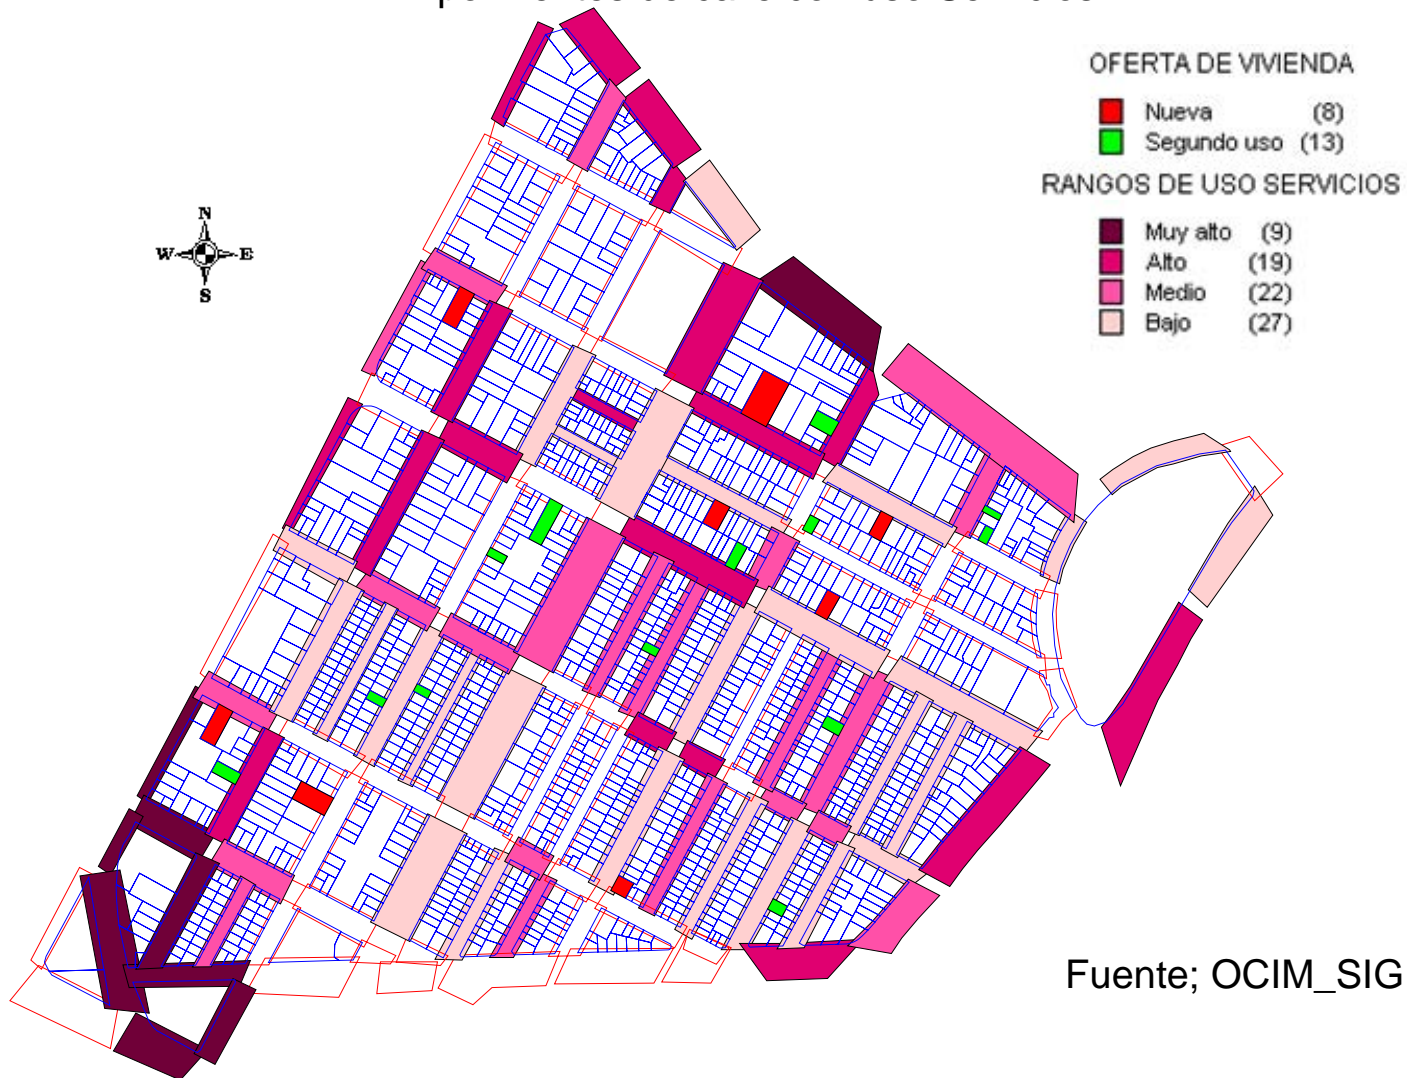 OFERTA DE VIVIENDA
Nueva (8)
Segundo uso (13)
RANGOS DE USO SERVICIOS
Muy alto (9)
Alto (19)
Medio (22)
Bajo (27)
N
W E
S
Fuente; OCIM_SIG